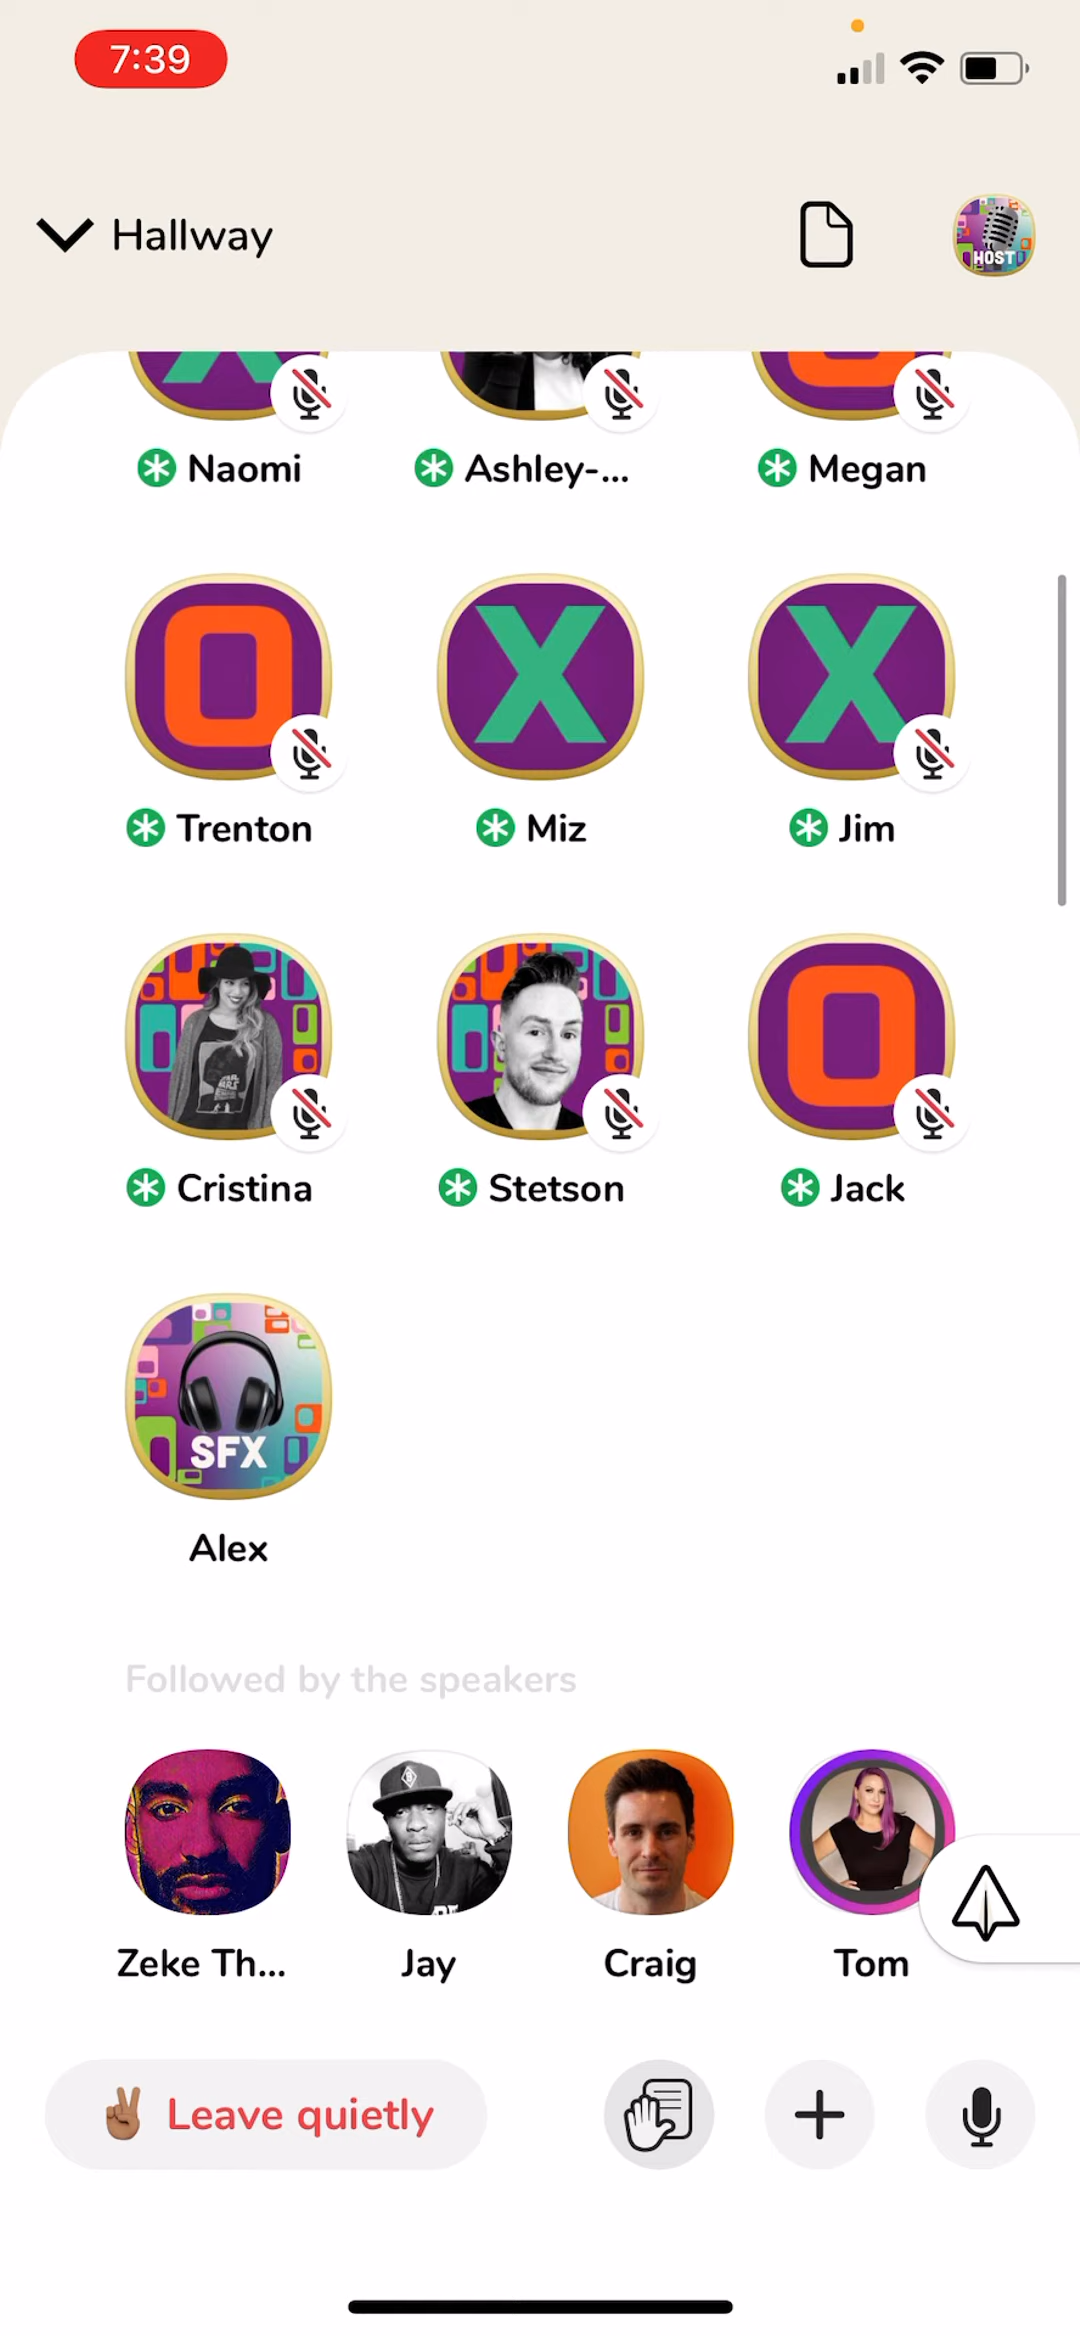 7:39
Hallway
HOST
Naomi
Ashley-...
Megan
O
X
X
Trenton
Miz
Jim
O
Cristina
Stetson
Jack
SFX
Alex
Followed by the speakers
Zeke Th...
Jay
Craig
Tom
Leave quietly